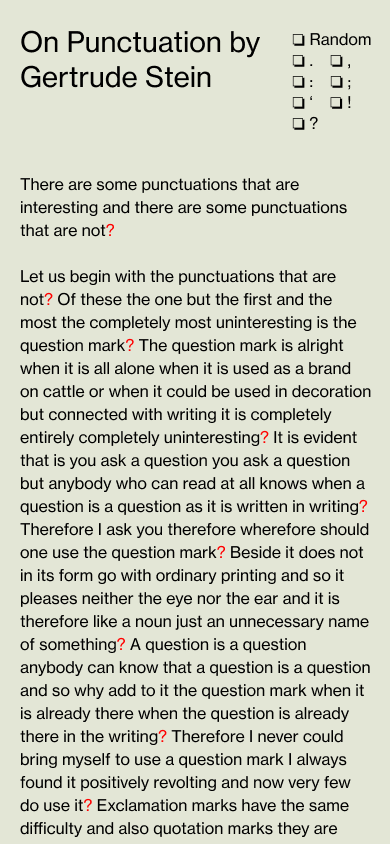 On Punctuation by
Gertrude Stein
❏ Random
❏ . ❏ ,
❏ : ❏ ;
❏ ‘ ❏ !
❏ ?
There are some punctuations that are
interesting and there are some punctuations
that are not?
Let us begin with the punctuations that are
not? Of these the one but the first and the
most the completely most uninteresting is the
question mark? The question mark is alright
when it is all alone when it is used as a brand
on cattle or when it could be used in decoration
but connected with writing it is completely
entirely completely uninteresting? It is evident
that is you ask a question you ask a question
but anybody who can read at all knows when a
question is a question as it is written in writing?
Therefore I ask you therefore wherefore should
one use the question mark? Beside it does not
in its form go with ordinary printing and so it
pleases neither the eye nor the ear and it is
therefore like a noun just an unnecessary name
of something? A question is a question
anybody can know that a question is a question
and so why add to it the question mark when it
is already there when the question is already
there in the writing? Therefore I never could
bring myself to use a question mark I always
found it positively revolting and now very few
do use it? Exclamation marks have the same
difficulty and also quotation marks they are